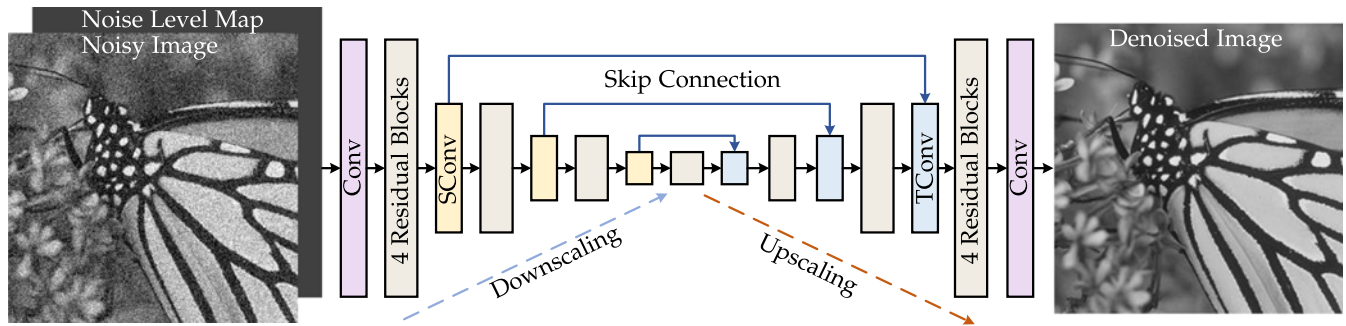 Noise Level Map
Noisy Image
Conv
4 Residual Blocks
SConv
Skip Connection
Downscaling
Upscaling
TConv
4 Residual Blocks
Conv
Denoised Image